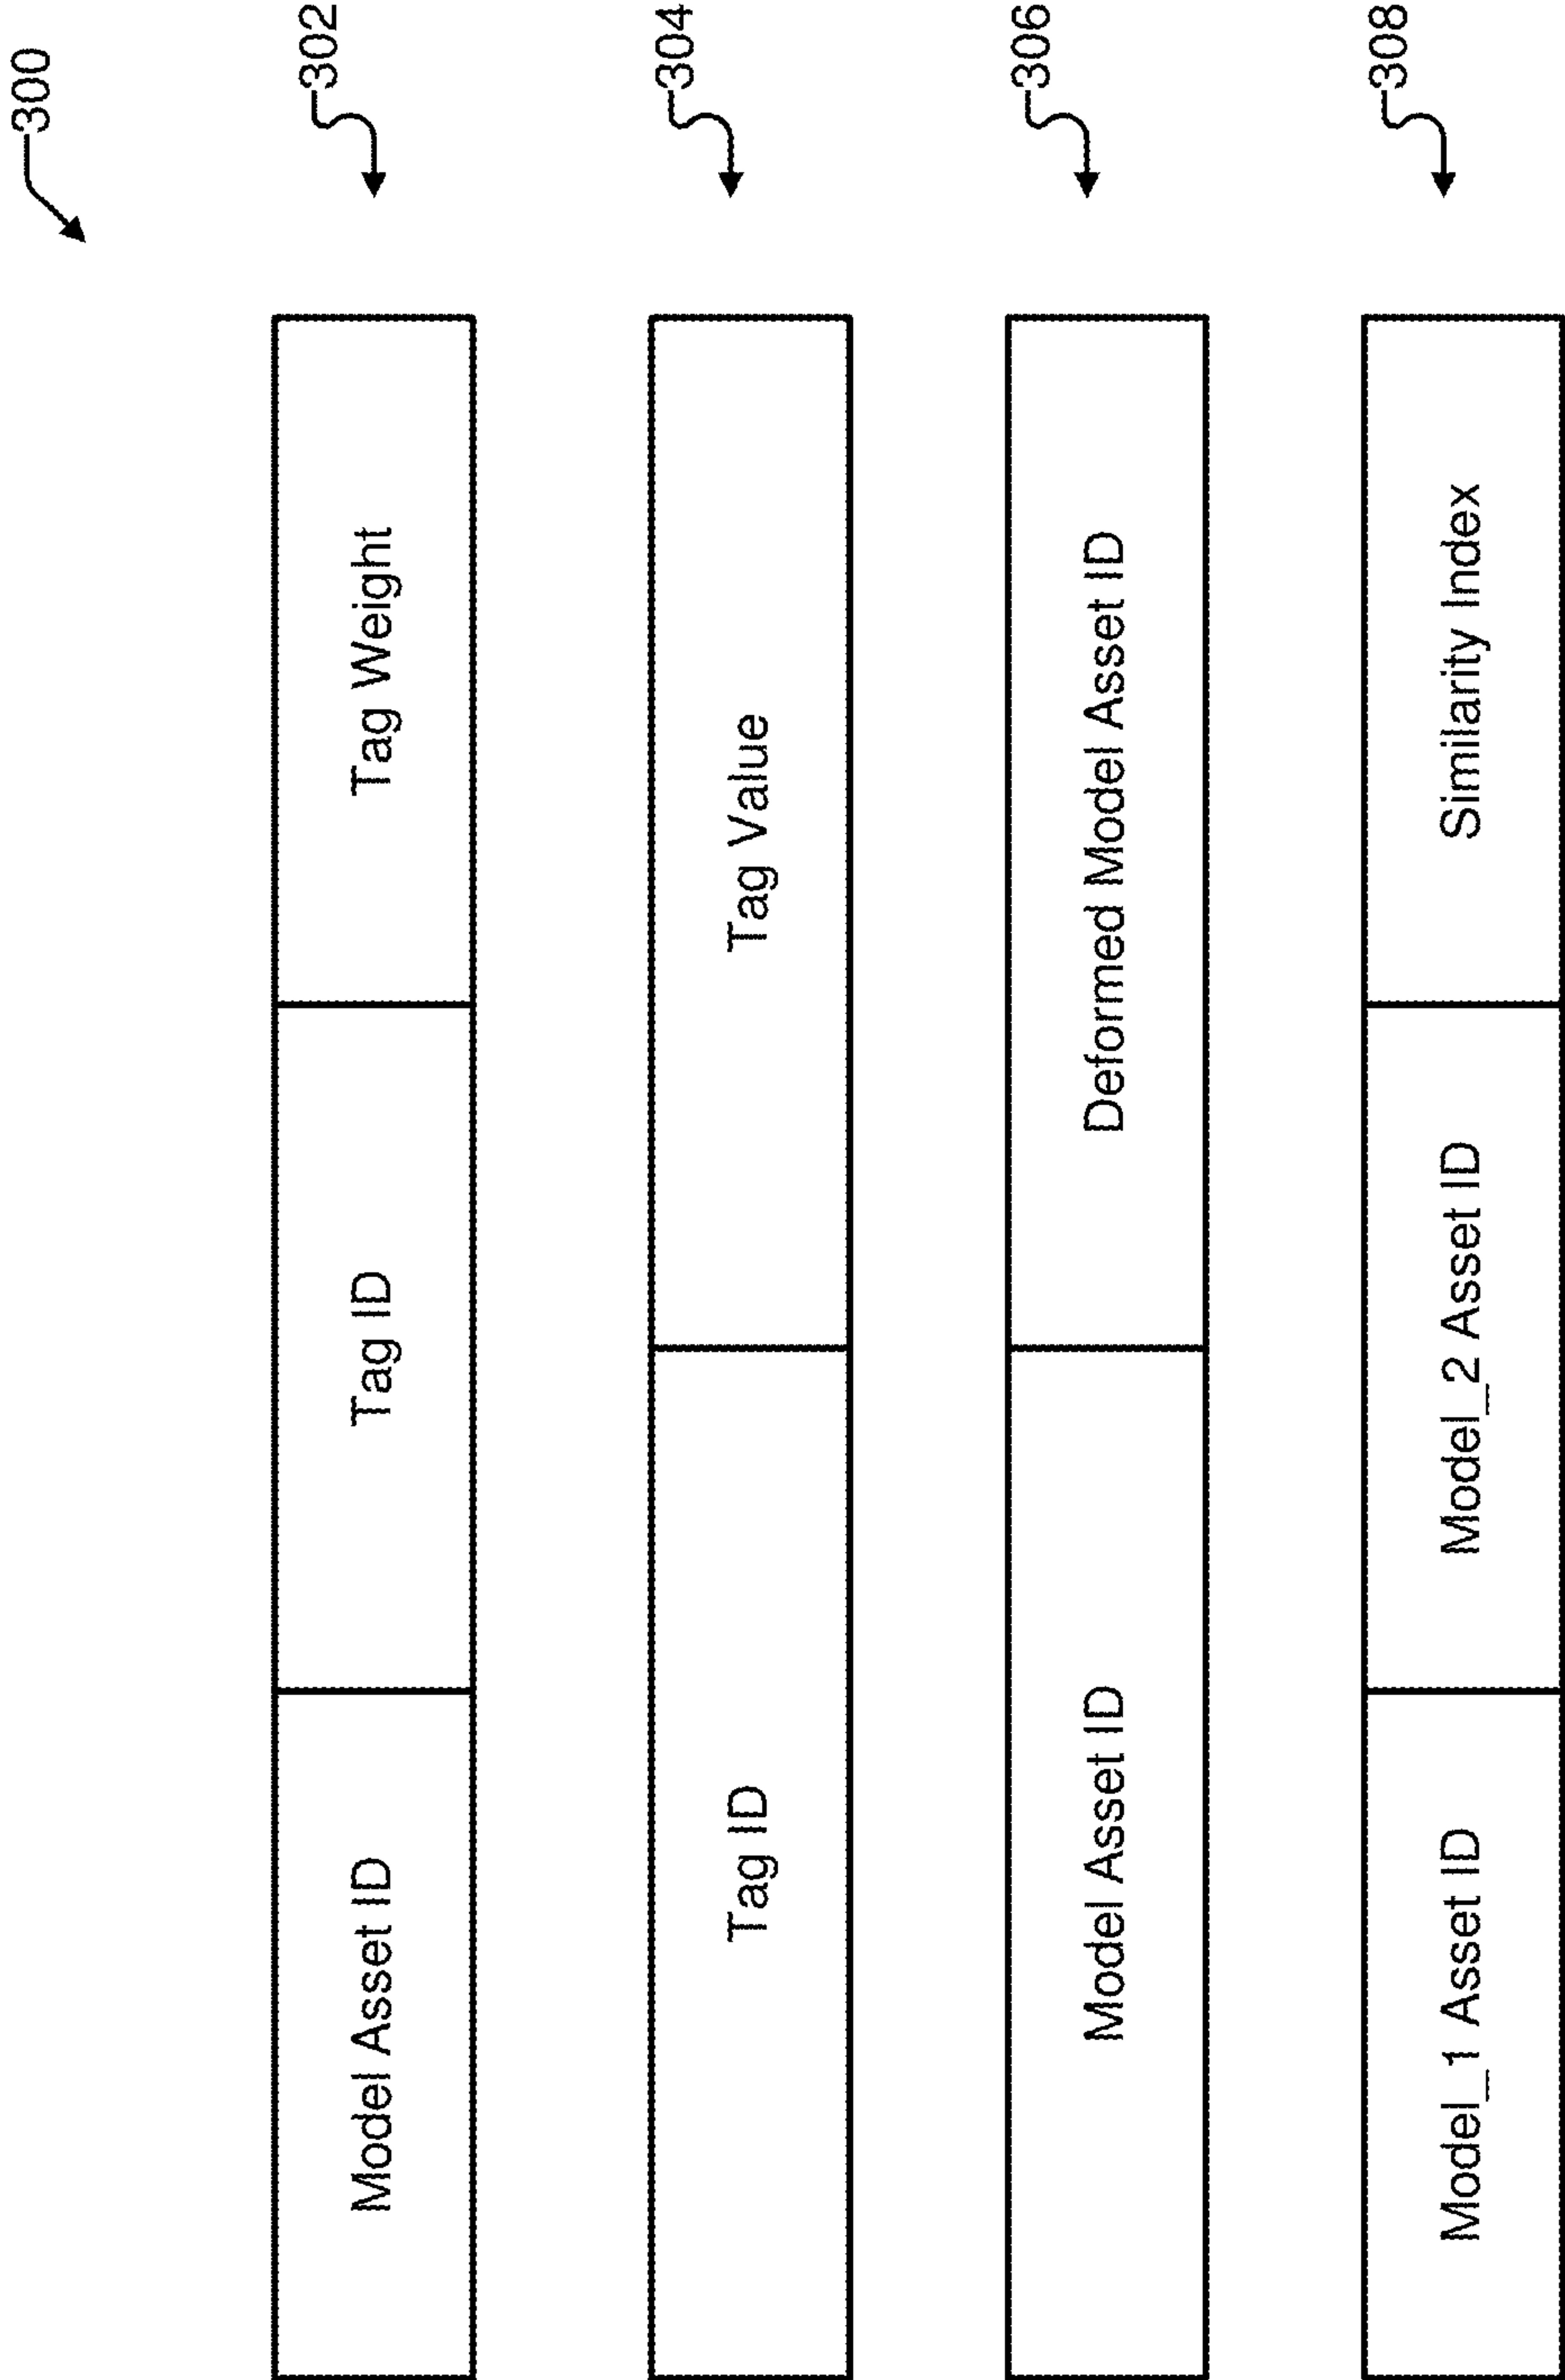 300
302
Model Asset ID
Tag ID
Tag Weight
304
Tag ID
Tag Value
306
Model Asset ID
Deformed Model Asset ID
308
Model_1 Asset ID
Model_2 Asset ID
Similarity Index